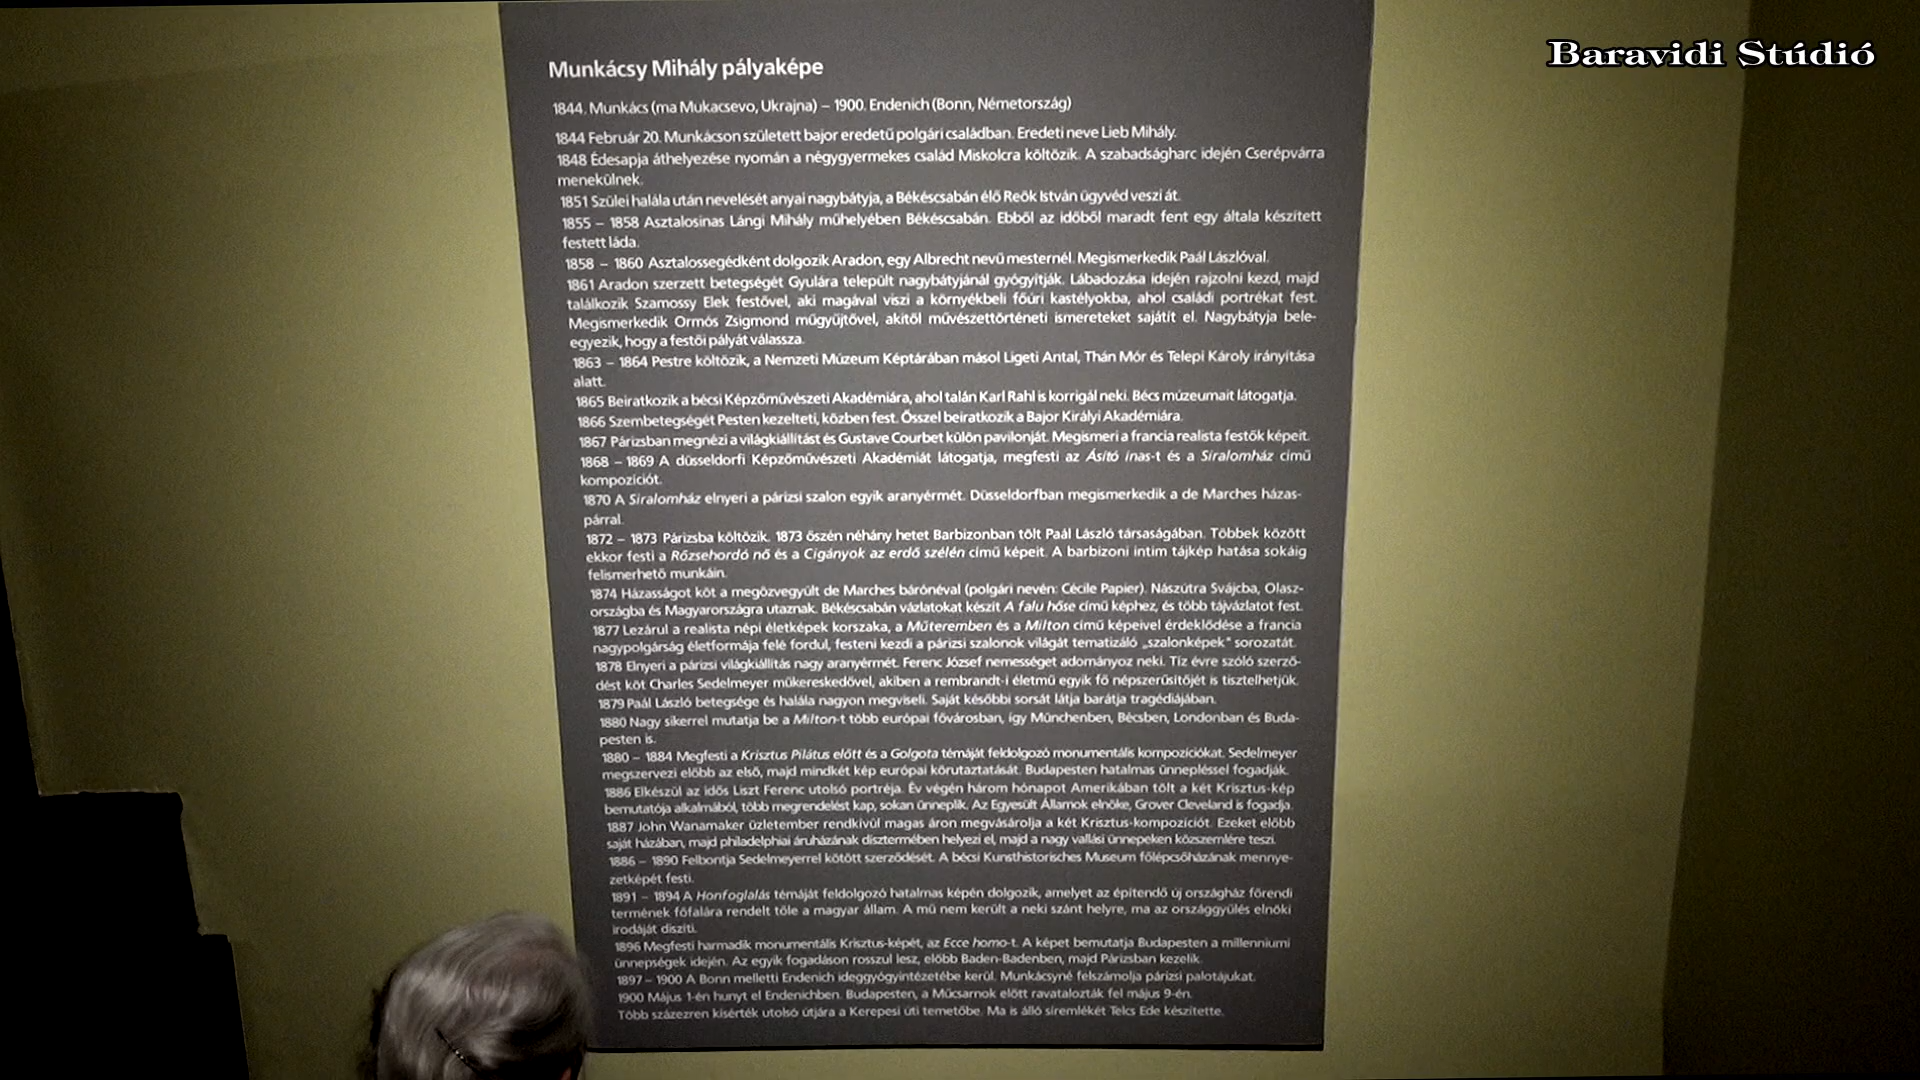 Baravidi Stúdió
Munkácsy Mihály pályaképe
1844. Munkács (ma Mukacsevo, Ukrajna) – 1900. Endenich (Bonn, Németország)
1844 Február 20. Munkácson született bajor eredetű polgári családban. Eredeti neve Lieb Mihály.
1848 Édesapja áthelyezése nyomán a négygyermekes család Miskolcra költözik. A szabadságharc idején Cserépvárra
menekülnek.
1851 Szülei halála után nevelését anyai nagybátyja, a Békéscsabán élő Reök István ügyvéd veszi át.
1855 – 1858 Asztalosinas Lángi Mihály műhelyében Békéscsabán. Ebből az időből maradt fent egy általa készített
festett láda.
1858 – 1860 Asztalossegédként dolgozik Aradon, egy Albrecht nevű mesternél. Megismerkedik Paál Lászlóval.
1861 Aradon szerzett betegségét Gyulára települt nagybátyjánál gyógyítják. Lábadozása idején rajzolni kezd, majd
találkozik Szamossy Elek festővel, aki magával viszi a környékbeli főúri kastélyokba, ahol családi portrékat fest.
Megismerkedik Ormós Zsigmond műgyűjtővel, akitől művészettörténeti ismereteket sajátít el. Nagybátyja bele-
egyezik, hogy a festői pályát válassza.
1863 – 1864 Pestre költözik, a Nemzeti Múzeum Képtárában másol Ligeti Antal, Thán Mór és Telepi Károly irányítása
alatt.
1865 Beiratkozik a bécsi Képzőművészeti Akadémiára, ahol talán Karl Rahl is korrigál neki. Bécs múzeumait látogatja.
1866 Szembetegségét Pesten kezelteti, közben fest. Ősszel beiratkozik a Bajor Királyi Akadémiára.
1867 Párizsban megnézi a világkiállítást és Gustave Courbet külön pavilonját. Megismeri a francia realista festők képeit.
1868 – 1869 A düsseldorfi Képzőművészeti Akadémiát látogatja, megfesti az Ásító inas-t és a Siralomház című
kompozíciót.
1870 A Siralomház elnyeri a párizsi szalon egyik aranyérmét. Düsseldorfban megismerkedik a de Marches házas-
párral.
1872 – 1873 Párizsba költözik. 1873 őszén néhány hetet Barbizonban tölt Paál László társaságában. Többek között
ekkor festi a Rőzsehordó nő és a Cigányok az erdő szélén című képeit. A barbizoni intim tájkép hatása sokáig
felismerhető munkáin.
1874 Házasságot köt a megözvegyült de Marches bárónéval (polgári nevén: Cécile Papier). Nászútra Svájcba, Olasz-
országba és Magyarországra utaznak. Békéscsabán vázlatokat készít A falu hőse című képhez, és több tájvázlatot fest.
1877 Lezárul a realista népi életképek korszaka, a Műteremben és a Milton című képeivel érdeklődése a francia
nagypolgárság életformája felé fordul, festeni kezdi a párizsi szalonok világát tematizáló „szalonképek" sorozatát.
1878 Elnyeri a párizsi világkiállítás nagy aranyérmét. Ferenc József nemességet adományoz neki. Tíz évre szóló szerző-
dést köt Charles Sedelmeyer műkereskedővel, akiben a rembrandt-i életmű egyik fő népszerűsítőjét is tisztelhetjük.
1879 Paál László betegsége és halála nagyon megviseli. Saját későbbi sorsát látja barátja tragédiájában.
1880 Nagy sikerrel mutatja be a Milton-t több európai fővárosban, így Münchenben, Bécsben, Londonban és Buda-
pesten is.
1880 – 1884 Megfesti a Krisztus Pilátus előtt és a Golgota témáját feldolgozó monumentális kompozíciókat. Sedelmeyer
megszervezi előbb az első, majd mindkét kép európai körutaztatását. Budapesten hatalmas ünnepléssel fogadják.
1886 Elkészül az idős Liszt Ferenc utolsó portréja. Év végén három hónapot Amerikában tölt a két Krisztus-kép
bemutatója alkalmából, több megrendelést kap, sokan ünneplik. Az Egyesült Államok elnöke, Grover Cleveland is fogadja.
1887 John Wanamaker üzletember rendkívül magas áron megvásárolja a két Krisztus-kompozíciót. Ezeket előbb
saját házában, majd philadelphiai áruházának dísztermében helyezi el, majd a nagy vallási ünnepeken közszemlére teszi.
1886 – 1890 Felbontja Sedelmeyerrel kötött szerződését. A bécsi Kunsthistorisches Museum főlépcsőházának mennye-
zetképét festi.
1891 – 1894 A Honfoglalás témáját feldolgozó hatalmas képén dolgozik, amelyet az építendő új országház főrendi
termének főfalára rendelt tőle a magyar állam. A mű nem került a neki szánt helyre, ma az országgyűlés elnöki
irodáját díszíti.
1896 Megfesti harmadik monumentális Krisztus-képét, az Ecce homo-t. A képet bemutatja Budapesten a millenniumi
ünnepségek idején. Az egyik fogadáson rosszul lesz, előbb Baden-Badenben, majd Párizsban kezelik.
1897 – 1900 A Bonn melletti Endenich ideggyógyintézetébe kerül. Munkácsyné felszámolja párizsi palotájukat.
1900 Május 1-én hunyt el Endenichben. Budapesten, a Műcsarnok előtt ravatalozták fel május 9-én.
Több százezren kísérték utolsó útjára a Kerepesi úti temetőbe. Ma is álló síremlékét Telcs Ede készítette.